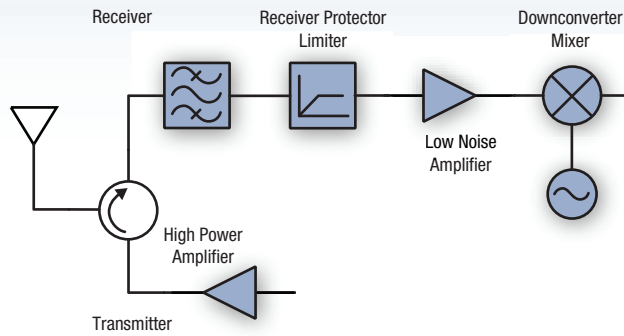 Receiver
Receiver Protector
Limiter
Downconverter
Mixer
Low Noise
Amplifier
High Power
Amplifier
Transmitter